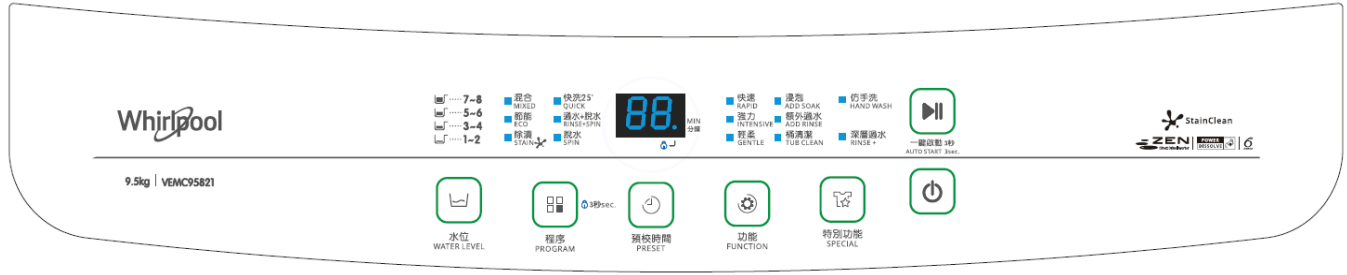 Whirlpool
9.5kg | VEMC95821
7~8
5~6
3~4
1~2
混合
MIXED
節能
ECO
除漬
STAIN
快洗25'
QUICK
過水+脫水
RINSE+SPIN
脫水
SPIN
88.
MIN
分鐘
快速
RAPID
強力
INTENSIVE
輕柔
GENTLE
浸泡
ADD SOAK
額外過水
ADD RINSE
桶清潔
TUB CLEAN
仿手洗
HAND WASH
深層過水
RINSE +
一鍵啟動 3秒
AUTO START 3sec.
StainClean
ZEN
POWER
DISSOLVE
6
水位
WATER LEVEL
程序
PROGRAM
3秒sec.
預校時間
PRESET
功能
FUNCTION
特別功能
SPECIAL